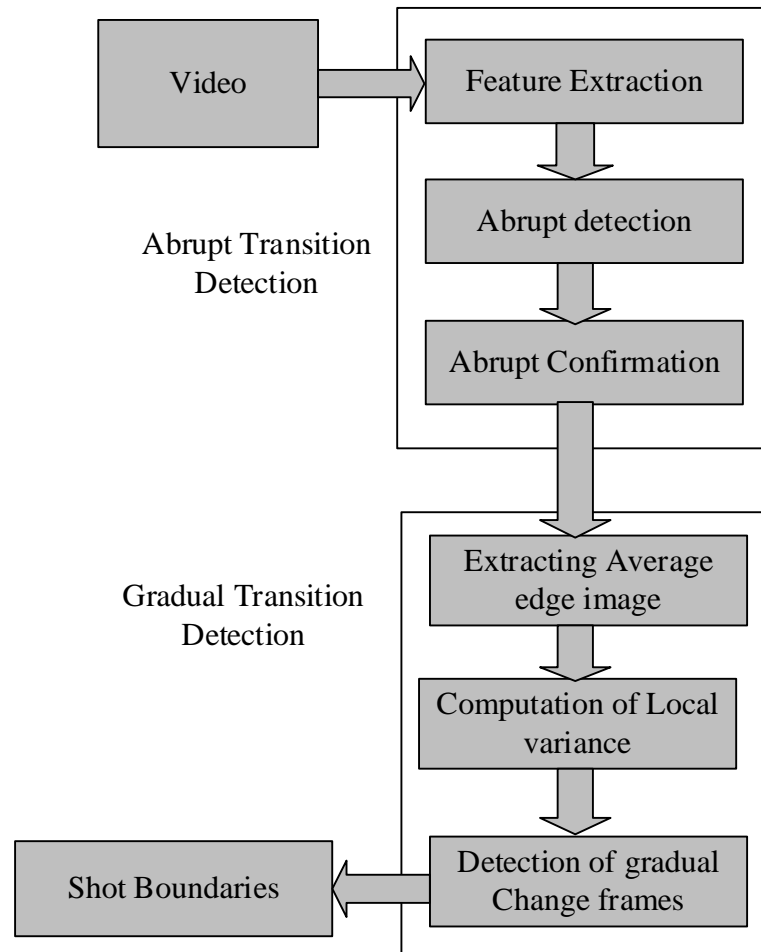 Video
Feature Extraction
Abrupt detection
Abrupt Transition
Detection
Abrupt Confirmation
Extracting Average
edge image
Gradual Transition
Detection
Computation of Local
variance
Detection of gradual
Change frames
Shot Boundaries